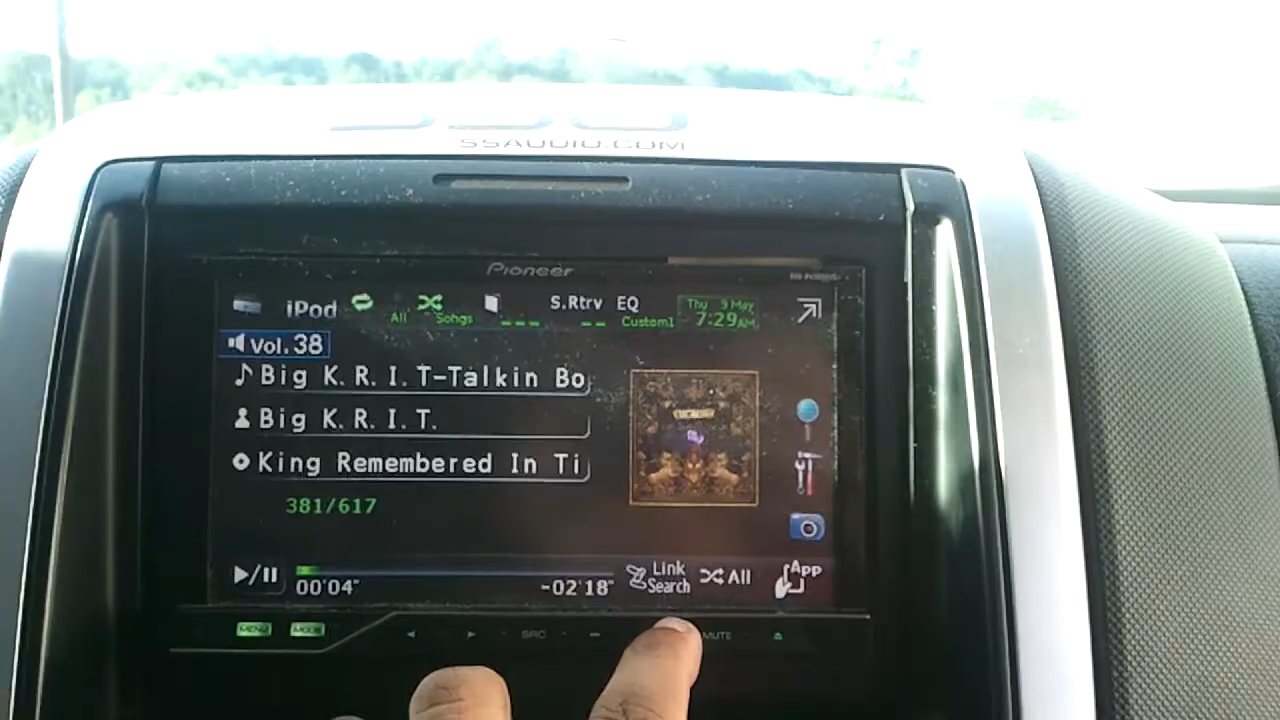 SSAUDIO.COM
Pioneer
iPod All Songs S.Rtrv EQ Custom1 Thu 9 May 7:29AM
Vol.38
Big K.R.I.T-Talkin Bo
Big K.R.I.T.
King Remembered In Ti
381/617
00'04" -02'18"
Link Search
All
App
MENU MODE SRC MUTE